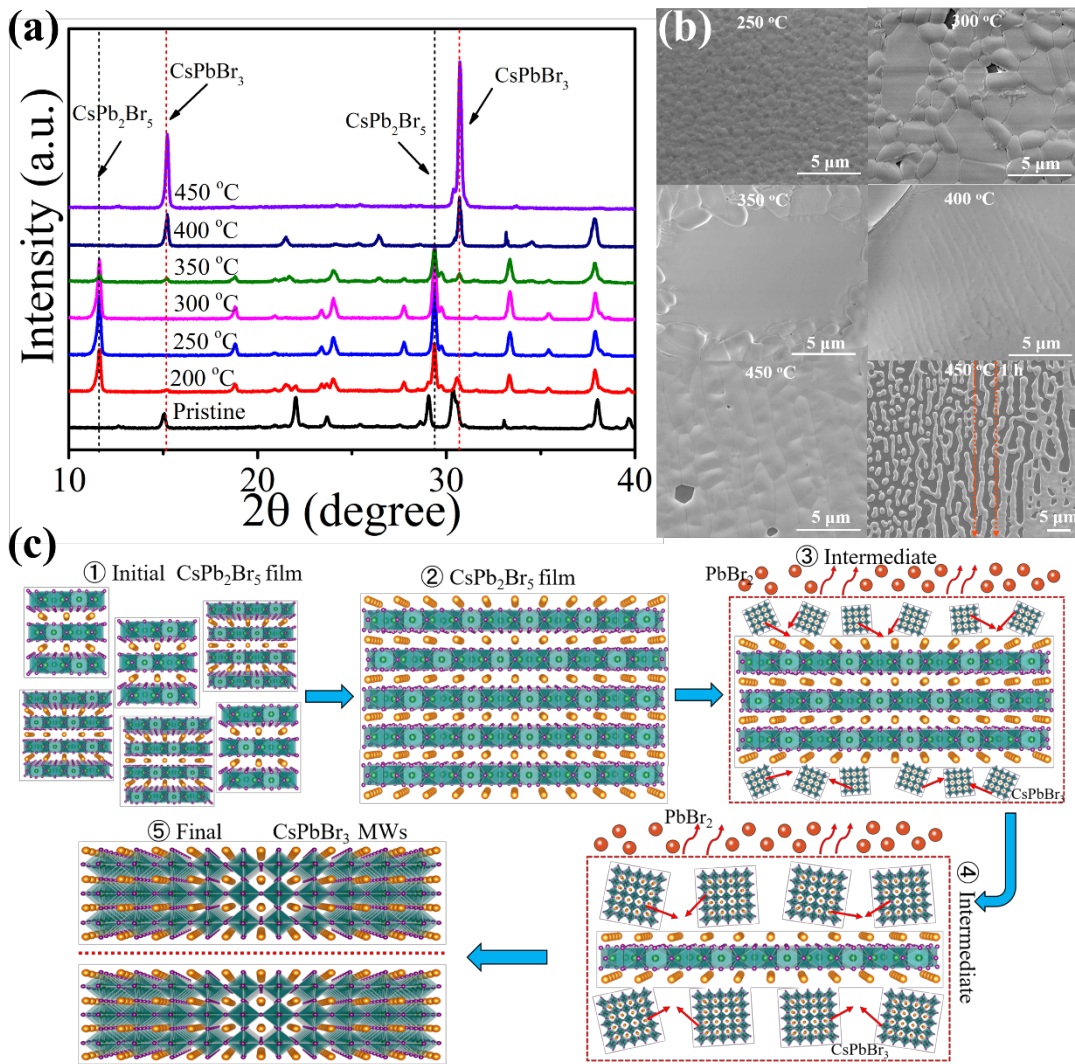 (a)
CsPb₂Br₅
CsPbBr₃
CsPb₂Br₅
CsPbBr₃
450 °C
400 °C
350 °C
300 °C
250 °C
200 °C
Pristine
Intensity (a.u.)
10 20 30 40
2θ (degree)
(b)
250 °C
5 μm
300 °C
5 μm
350 °C
5 μm
400 °C
5 μm
450 °C
5 μm
450 °C 1 h
5 μm
(c)
① Initial CsPb₂Br₅ film
② CsPb₂Br₅ film
③ Intermediate
PbBr₂
CsPbBr₃
④ Intermediate
PbBr₂
CsPbBr₃
⑤ Final CsPbBr₃ MWs